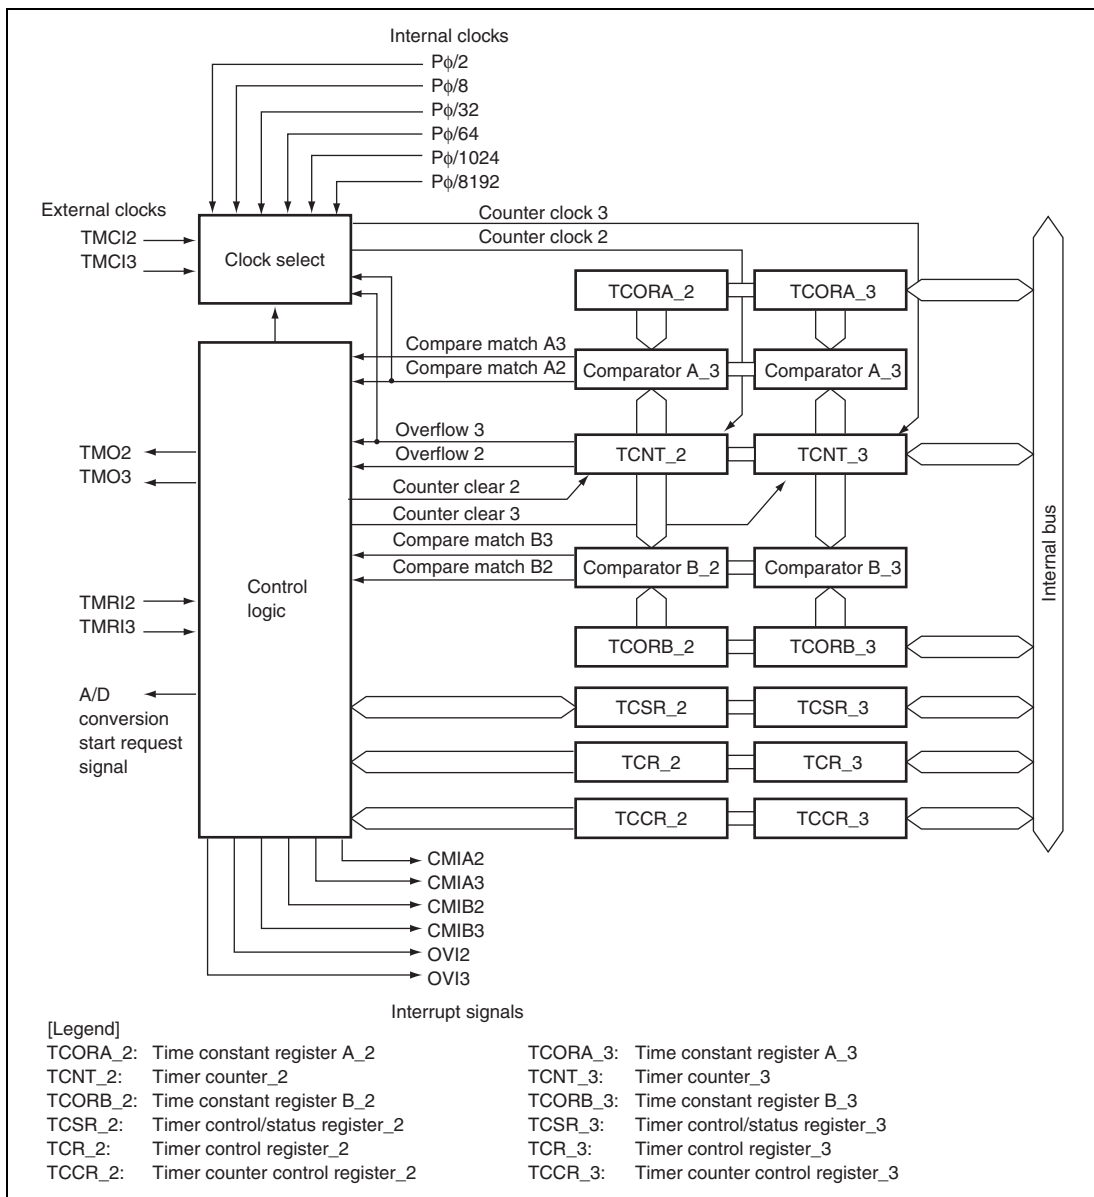 Internal clocks
Pϕ/2
Pϕ/8
Pϕ/32
Pϕ/64
Pϕ/1024
Pϕ/8192
External clocks
TMCI2
TMCI3
Clock select
Counter clock 3
Counter clock 2
TCORA_2
TCORA_3
Compare match A3
Compare match A2
Comparator A_3
Comparator A_3
Overflow 3
Overflow 2
TCNT_2
TCNT_3
TMO2
TMO3
Counter clear 2
Counter clear 3
Compare match B3
Compare match B2
Comparator B_2
Comparator B_3
Control
logic
Internal bus
TMRI2
TMRI3
TCORB_2
TCORB_3
A/D
conversion
start request
signal
TCSR_2
TCSR_3
TCR_2
TCR_3
TCCR_2
TCCR_3
CMIA2
CMIA3
CMIB2
CMIB3
OVI2
OVI3
Interrupt signals
[Legend]
TCORA_2: Time constant register A_2
TCNT_2: Timer counter_2
TCORB_2: Time constant register B_2
TCSR_2: Timer control/status register_2
TCR_2: Timer control register_2
TCCR_2: Timer counter control register_2
TCORA_3: Time constant register A_3
TCNT_3: Timer counter_3
TCORB_3: Time constant register B_3
TCSR_3: Timer control/status register_3
TCR_3: Timer control register_3
TCCR_3: Timer counter control register_3